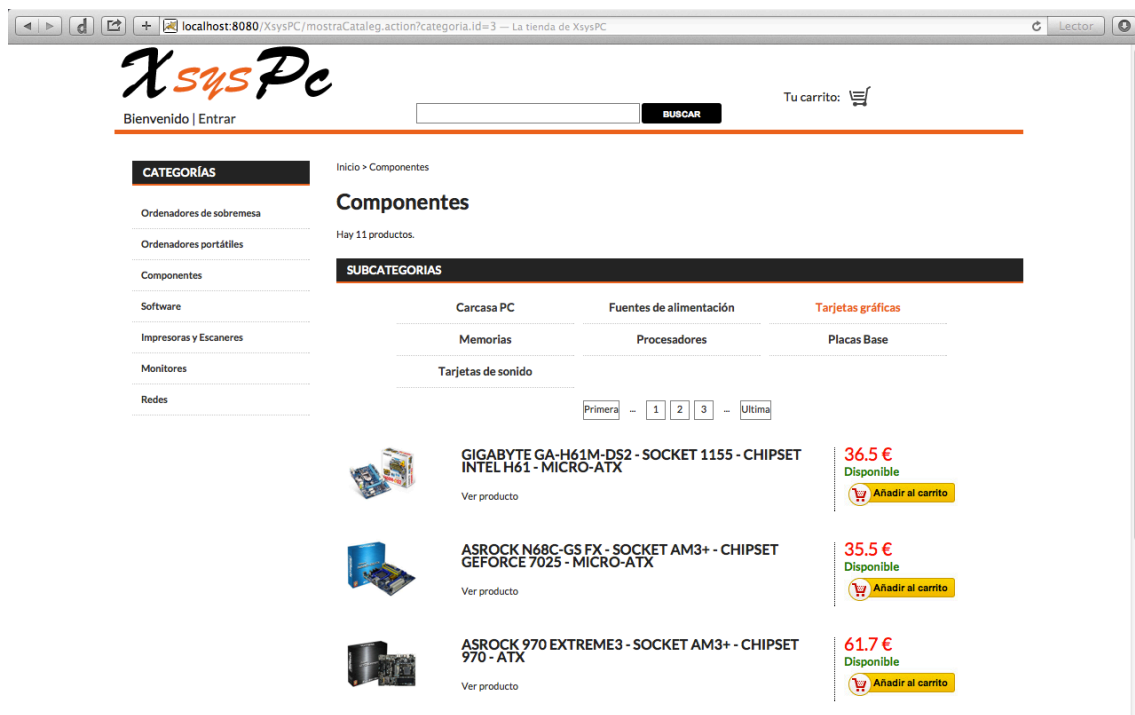 localhost:8080/XsysPC/mostraCataleg.action?categoria.id=3 — La tienda de XsysPC
Lector
XsysPc
Tu carrito:
BUSCAR
Bienvenido | Entrar
CATEGORÍAS
Ordenadores de sobremesa
Ordenadores portátiles
Componentes
Software
Impresoras y Escaneres
Monitores
Redes
Inicio > Componentes
Componentes
Hay 11 productos.
SUBCATEGORIAS
Carcasa PC Fuentes de alimentación Tarjetas gráficas
Memorias Procesadores Placas Base
Tarjetas de sonido
Primera ... 1 2 3 ... Ultima
GIGABYTE GA-H61M-DS2 - SOCKET 1155 - CHIPSET
INTEL H61 - MICRO-ATX
Ver producto
36.5 €
Disponible
Añadir al carrito
ASROCK N68C-GS FX - SOCKET AM3+ - CHIPSET
GEFORCE 7025 - MICRO-ATX
Ver producto
35.5 €
Disponible
Añadir al carrito
ASROCK 970 EXTREME3 - SOCKET AM3+ - CHIPSET
970 - ATX
Ver producto
61.7 €
Disponible
Añadir al carrito